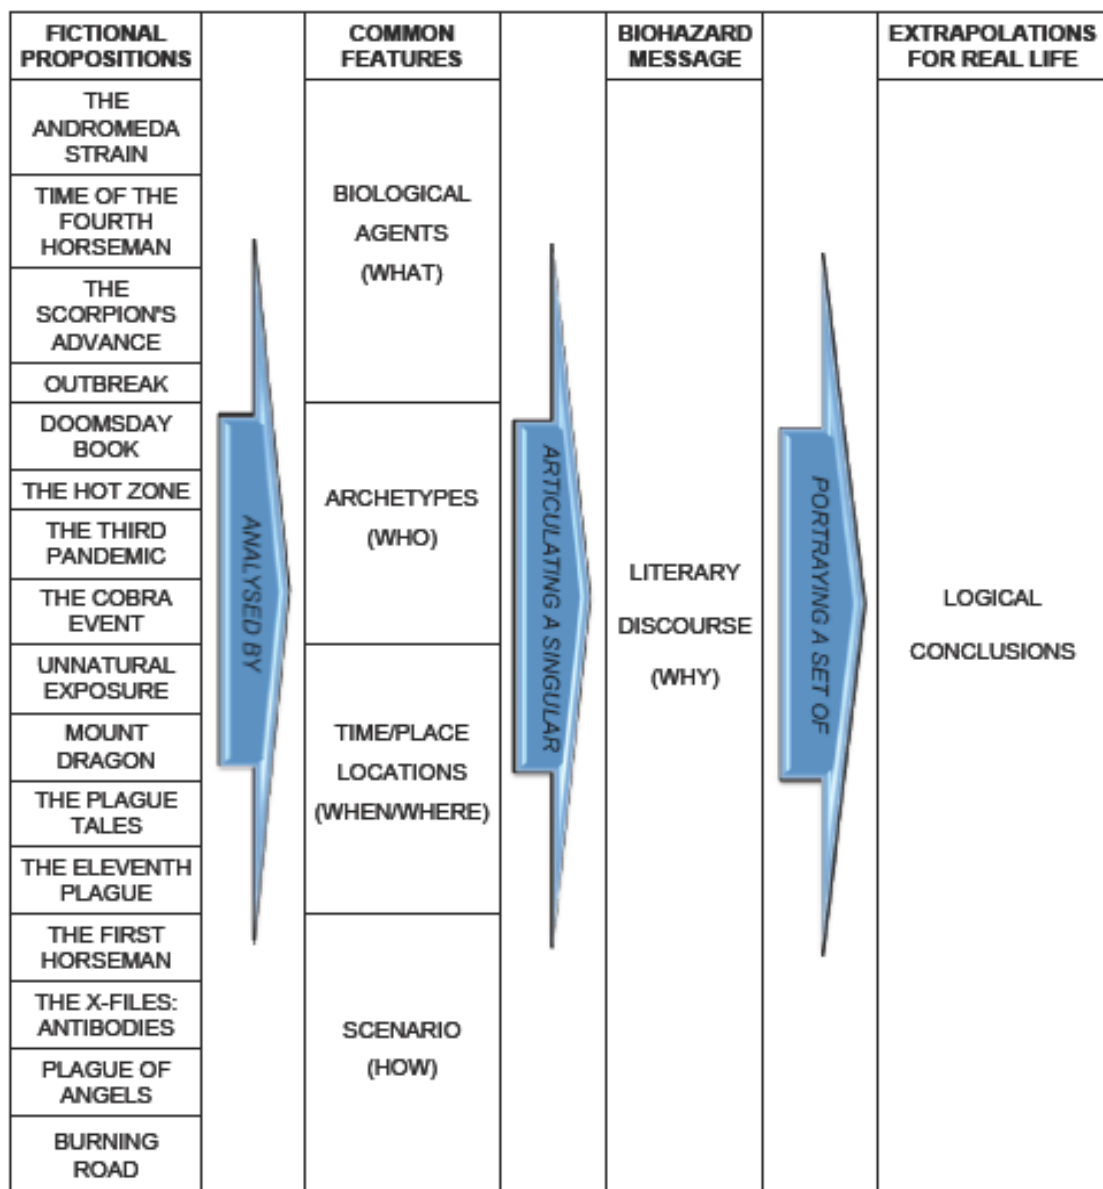 FICTIONAL
PROPOSITIONS
COMMON
FEATURES
BIOHAZARD
MESSAGE
EXTRAPOLATIONS
FOR REAL LIFE
THE
ANDROMEDA
STRAIN
TIME OF THE
FOURTH
HORSEMAN
THE
SCORPION'S
ADVANCE
OUTBREAK
DOOMSDAY
BOOK
THE HOT ZONE
THE THIRD
PANDEMIC
THE COBRA
EVENT
UNNATURAL
EXPOSURE
MOUNT
DRAGON
THE PLAGUE
TALES
THE ELEVENTH
PLAGUE
THE FIRST
HORSEMAN
THE X-FILES:
ANTIBODIES
PLAGUE OF
ANGELS
BURNING
ROAD
ANALYSED BY
BIOLOGICAL
AGENTS
(WHAT)
ARCHETYPES
(WHO)
TIME/PLACE
LOCATIONS
(WHEN/WHERE)
SCENARIO
(HOW)
ARTICULATING A SINGULAR
LITERARY
DISCOURSE
(WHY)
PORTRAYING A SET OF
LOGICAL
CONCLUSIONS